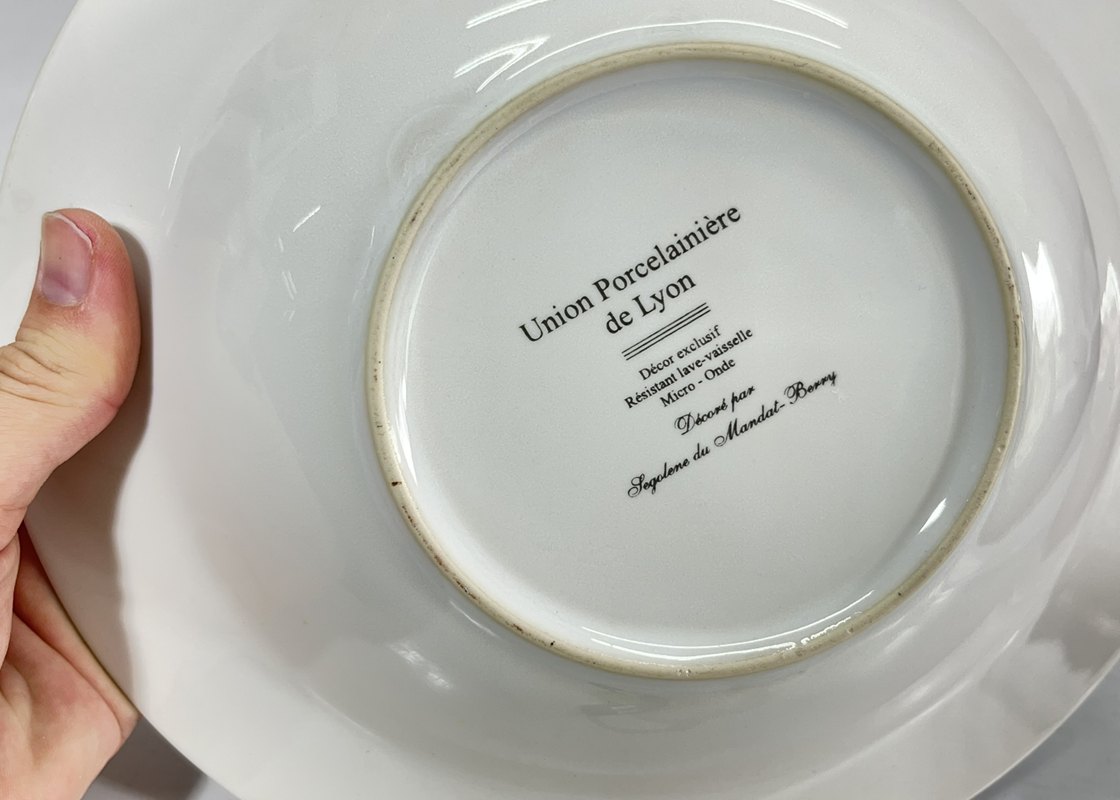 Union Porcelainière
de Lyon
Décor exclusif
Résistant lave-vaisselle
Micro - Onde
Décoré par
Segolene du Mandat-Berry